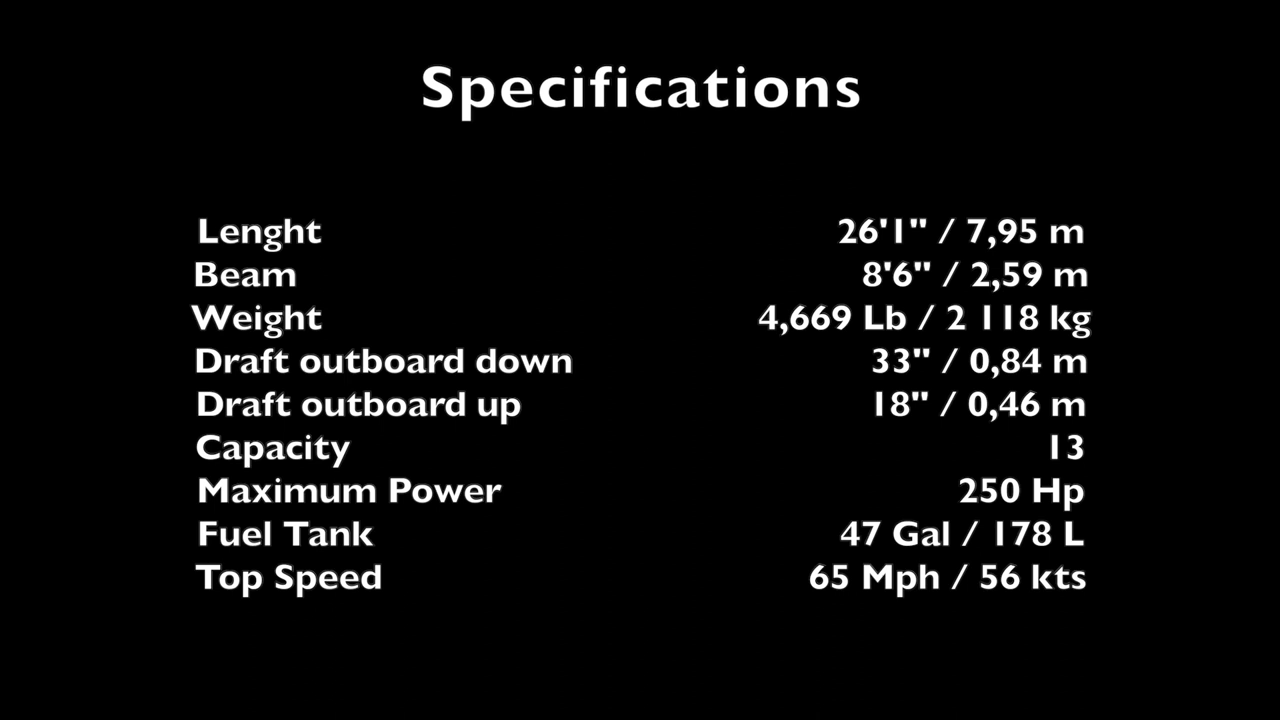 Specifications
Lenght 26'1" / 7,95 m
Beam 8'6" / 2,59 m
Weight 4,669 Lb / 2 118 kg
Draft outboard down 33" / 0,84 m
Draft outboard up 18" / 0,46 m
Capacity 13
Maximum Power 250 Hp
Fuel Tank 47 Gal / 178 L
Top Speed 65 Mph / 56 kts